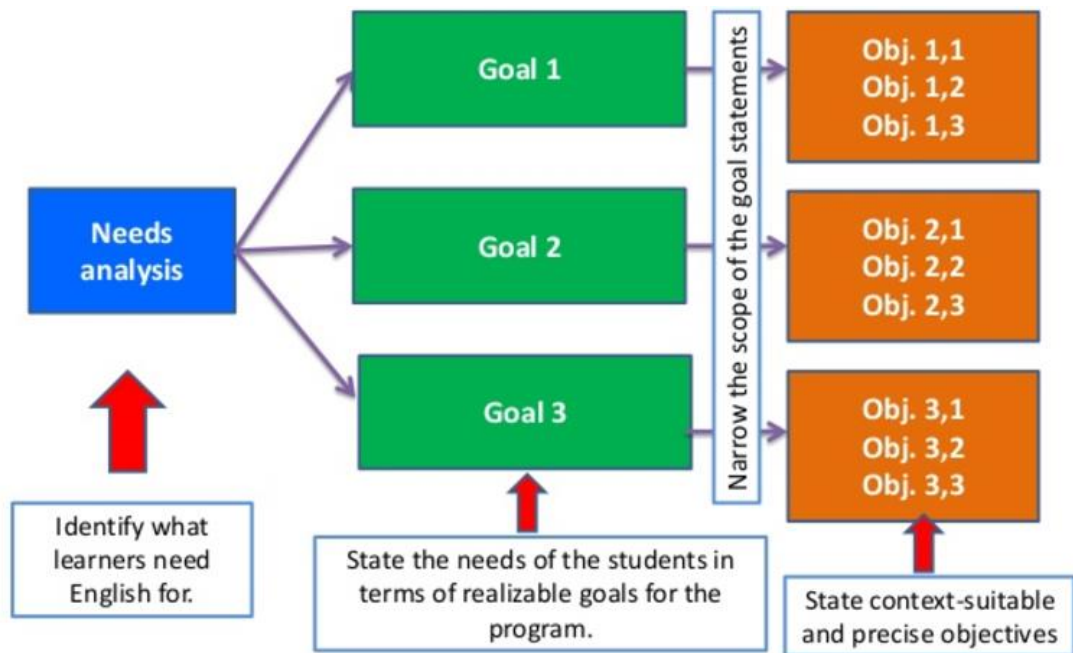 Needs
analysis
Goal 1
Goal 2
Goal 3
Narrow the scope of the goal statements
Obj. 1,1
Obj. 1,2
Obj. 1,3
Obj. 2,1
Obj. 2,2
Obj. 2,3
Obj. 3,1
Obj. 3,2
Obj. 3,3
Identify what
learners need
English for.
State the needs of the students in
terms of realizable goals for the
program.
State context-suitable
and precise objectives